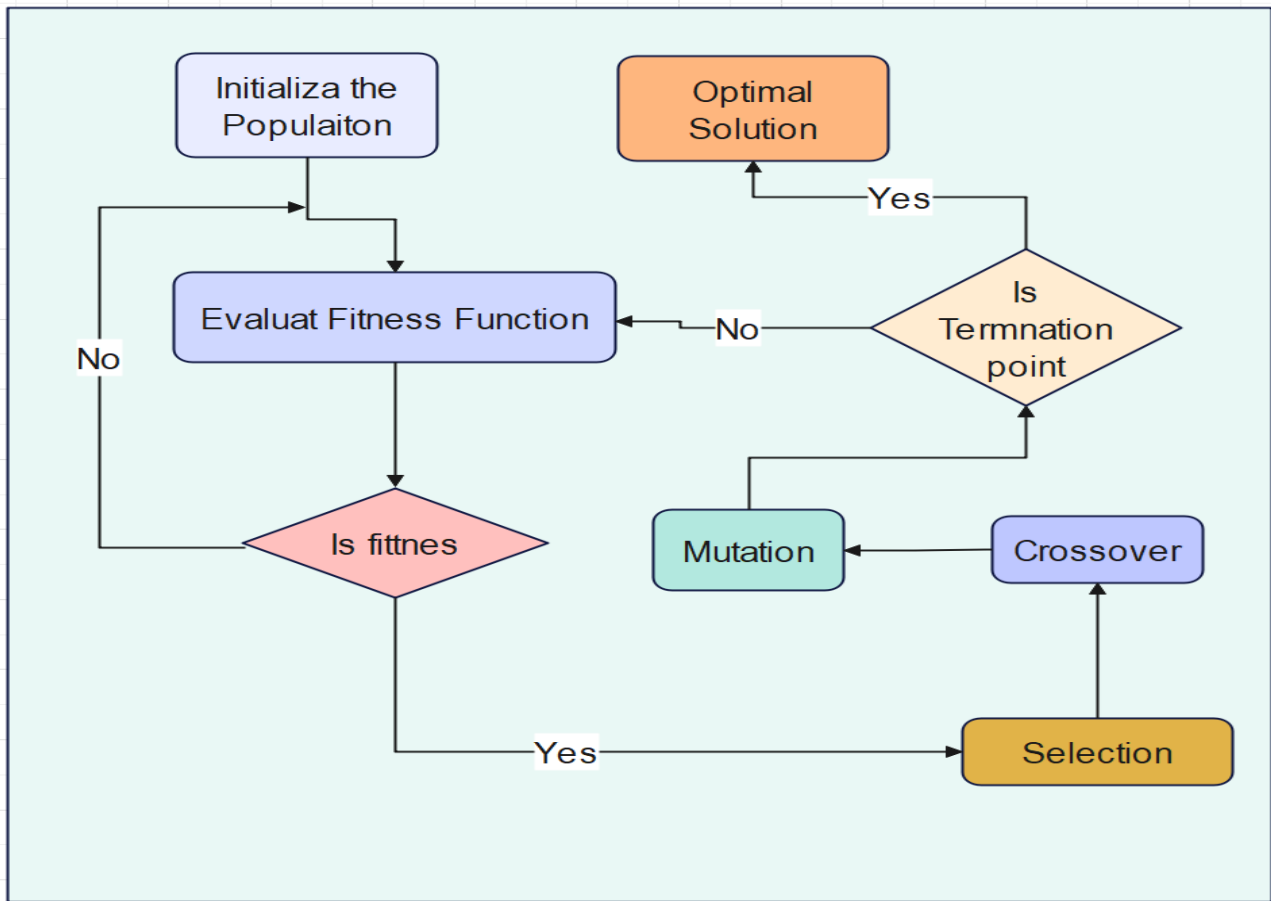 Initializa the
Populaiton
Optimal
Solution
Yes
Is
Termnation
point
Evaluat Fitness Function
No
No
Is fittnes
Mutation
Crossover
Yes
Selection